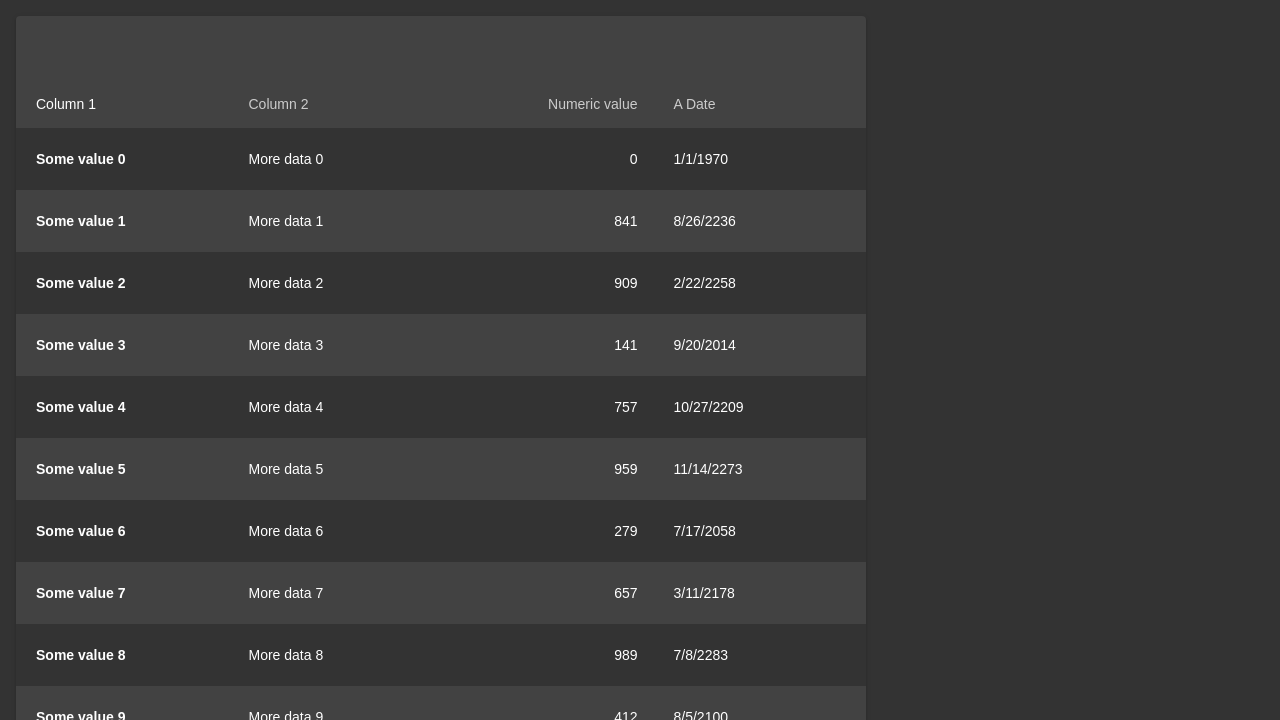 Column 1 Column 2 Numeric value A Date
Some value 0 More data 0 0 1/1/1970
Some value 1 More data 1 841 8/26/2236
Some value 2 More data 2 909 2/22/2258
Some value 3 More data 3 141 9/20/2014
Some value 4 More data 4 757 10/27/2209
Some value 5 More data 5 959 11/14/2273
Some value 6 More data 6 279 7/17/2058
Some value 7 More data 7 657 3/11/2178
Some value 8 More data 8 989 7/8/2283
Some value 9 More data 9 412 8/5/2100